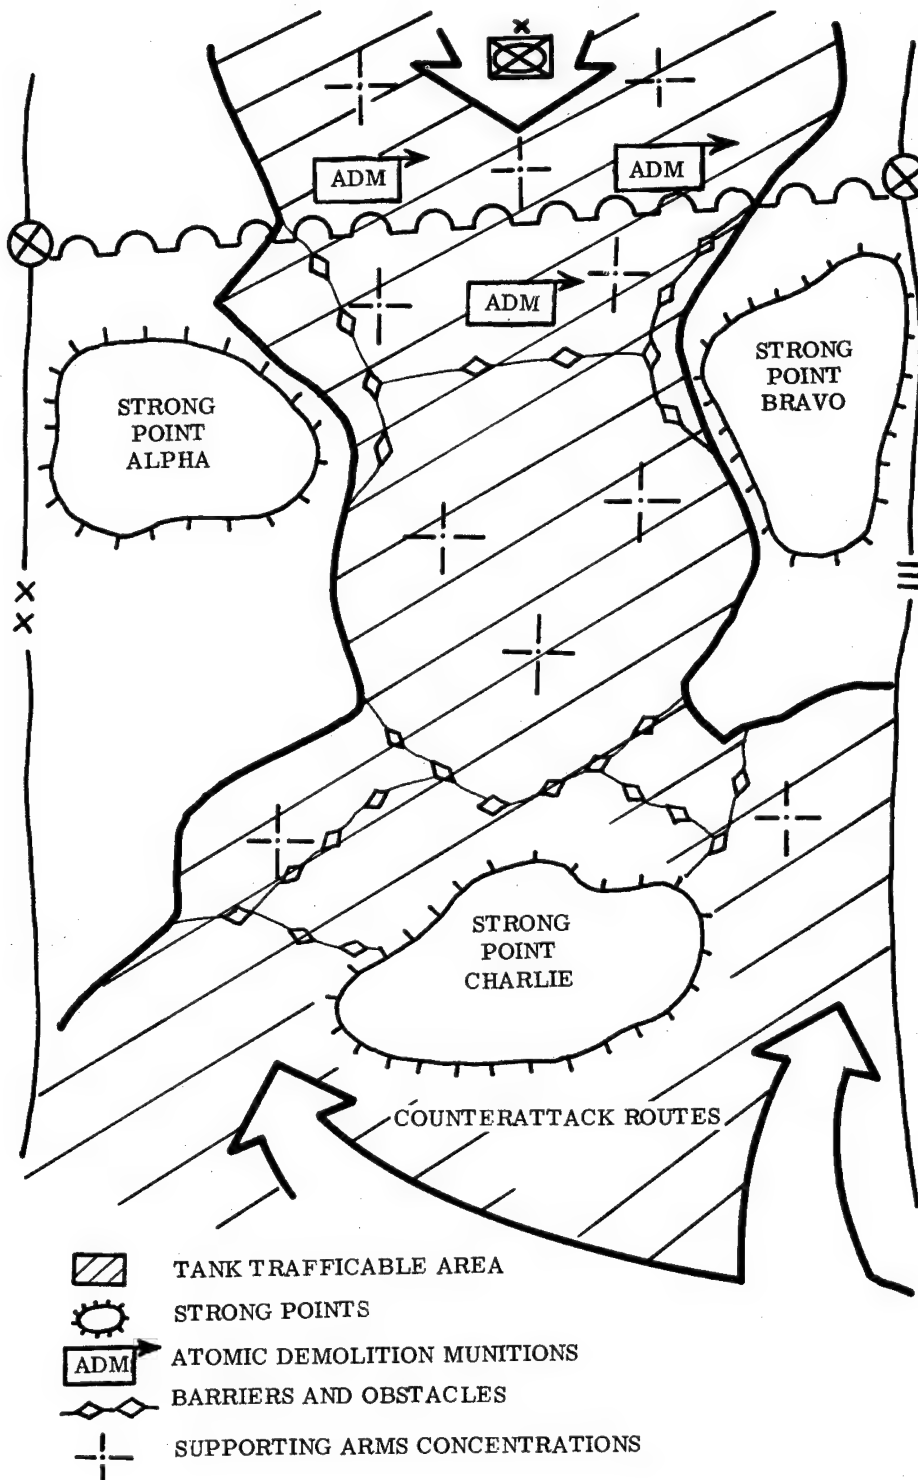 ADM
ADM
ADM
STRONG
POINT
ALPHA
STRONG
POINT
BRAVO
STRONG
POINT
CHARLIE
COUNTERATTACK ROUTES
TANK TRAFFICABLE AREA
STRONG POINTS
ADM ATOMIC DEMOLITION MUNITIONS
BARRIERS AND OBSTACLES
SUPPORTING ARMS CONCENTRATIONS